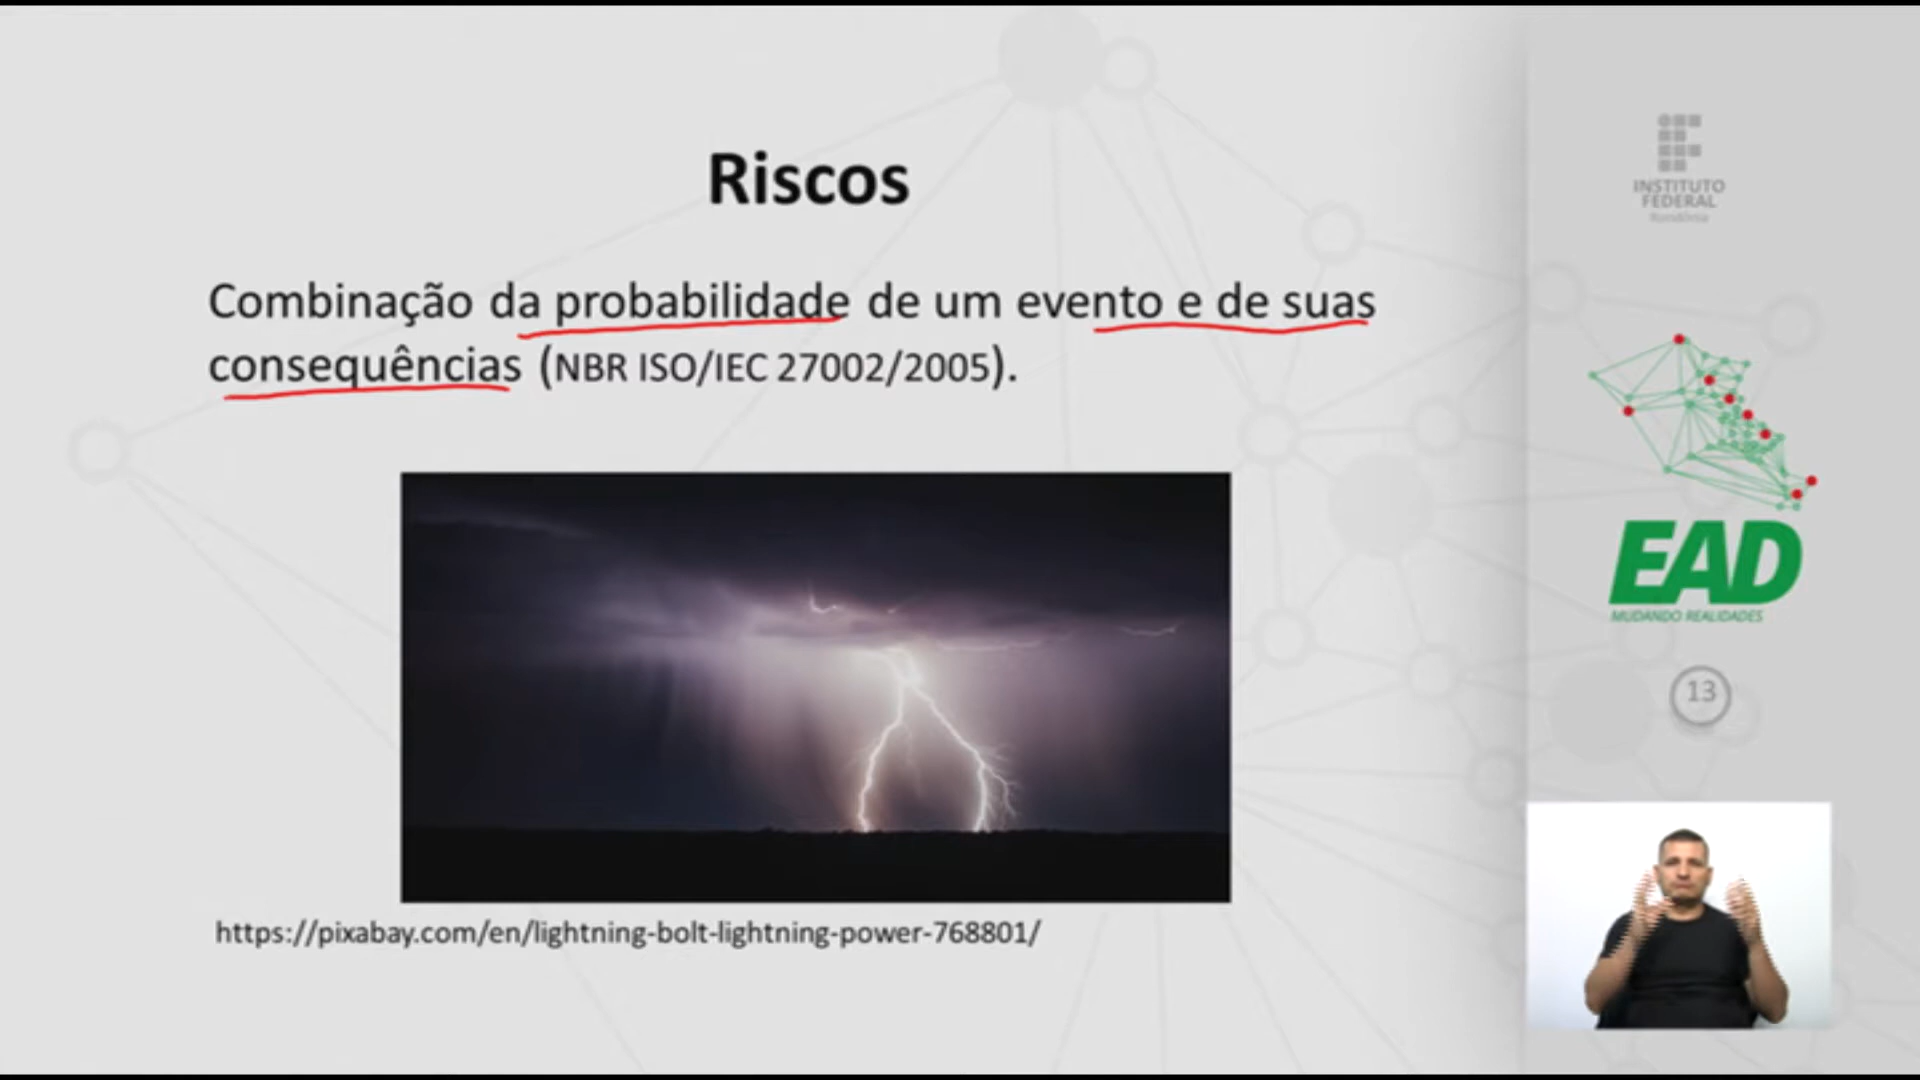 Riscos
Combinação da probabilidade de um evento e de suas
consequências (NBR ISO/IEC 27002/2005).
https://pixabay.com/en/lightning-bolt-lightning-power-768801/
INSTITUTO
FEDERAL
Rondônia
EAD
MUDANDO REALIDADES
13